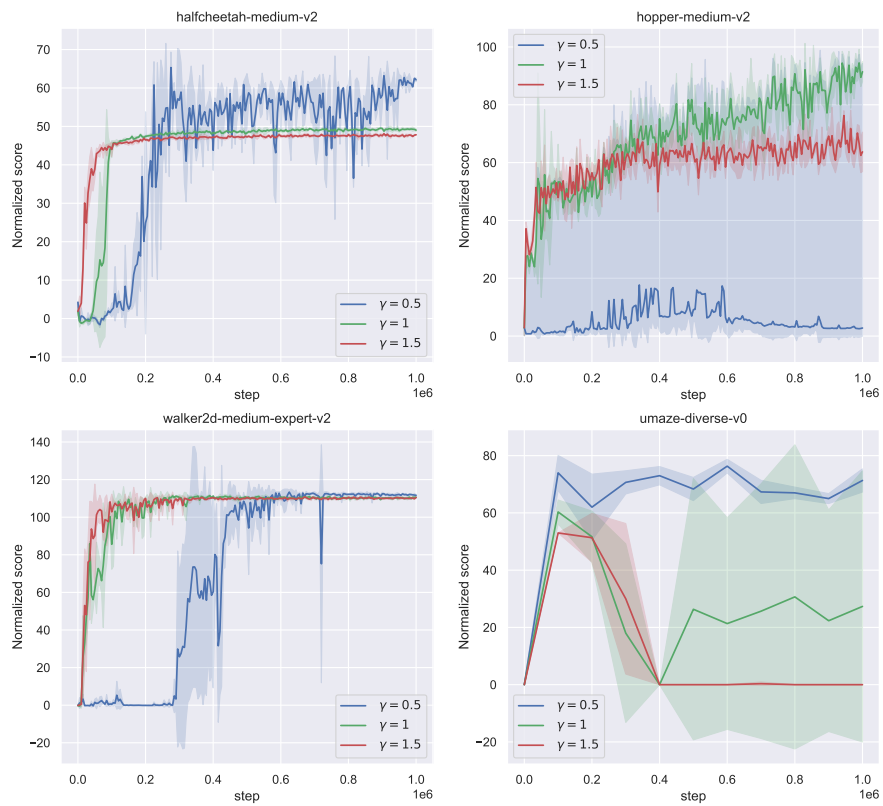 halfcheetah-medium-v2
Normalized score
70
60
50
40
30
20
10
0
−10
0.0 0.2 0.4 0.6 0.8 1.0
step
1e6
γ = 0.5
γ = 1
γ = 1.5
hopper-medium-v2
Normalized score
100
80
60
40
20
0
0.0 0.2 0.4 0.6 0.8 1.0
step
1e6
γ = 0.5
γ = 1
γ = 1.5
walker2d-medium-expert-v2
Normalized score
140
120
100
80
60
40
20
0
−20
0.0 0.2 0.4 0.6 0.8 1.0
step
1e6
γ = 0.5
γ = 1
γ = 1.5
umaze-diverse-v0
Normalized score
80
60
40
20
0
−20
0.0 0.2 0.4 0.6 0.8 1.0
step
1e6
γ = 0.5
γ = 1
γ = 1.5